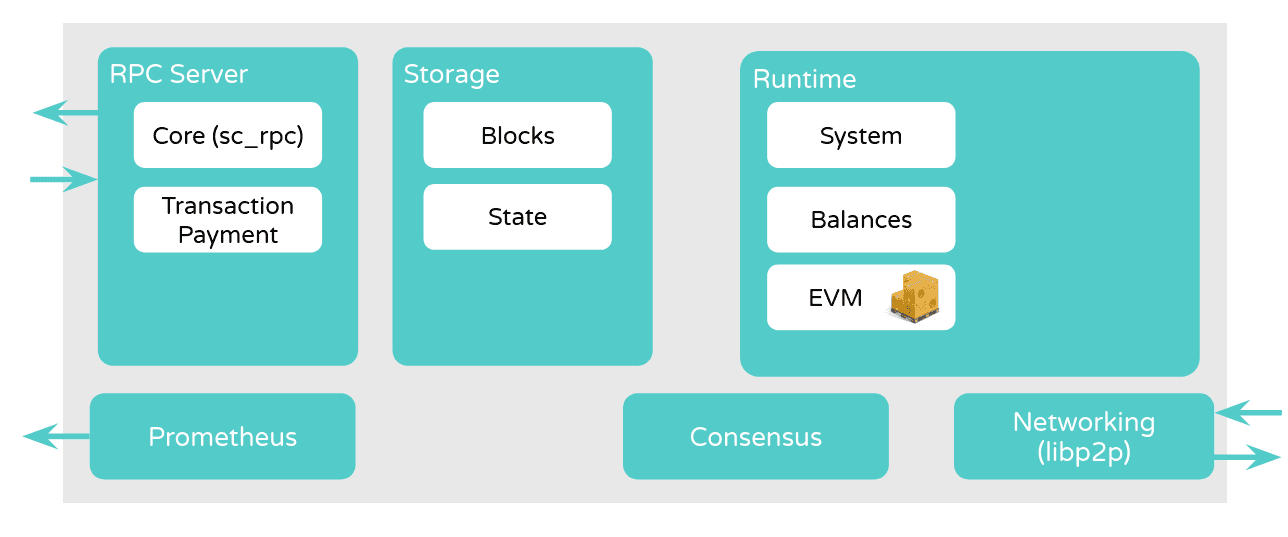 RPC Server
Core (sc_rpc)
Transaction
Payment
Storage
Blocks
State
Runtime
System
Balances
EVM
Prometheus
Consensus
Networking
(libp2p)